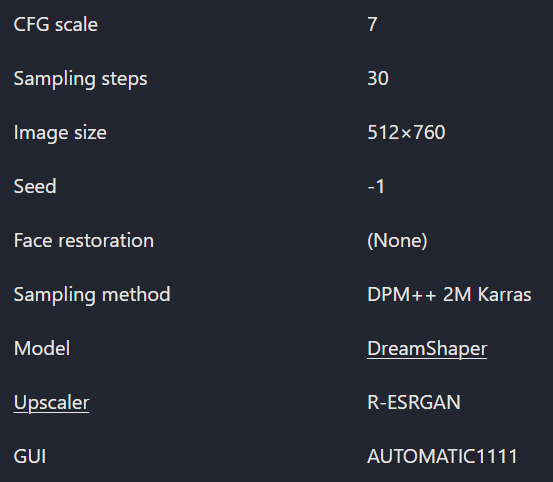 CFG scale 7
Sampling steps 30
Image size 512×760
Seed -1
Face restoration (None)
Sampling method DPM++ 2M Karras
Model DreamShaper
Upscaler R-ESRGAN
GUI AUTOMATIC1111